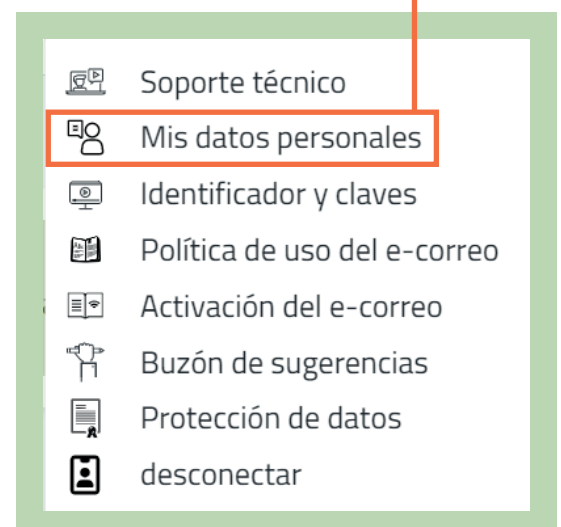 Soporte técnico
Mis datos personales
Identificador y claves
Política de uso del e-correo
Activación del e-correo
Buzón de sugerencias
Protección de datos
desconectar